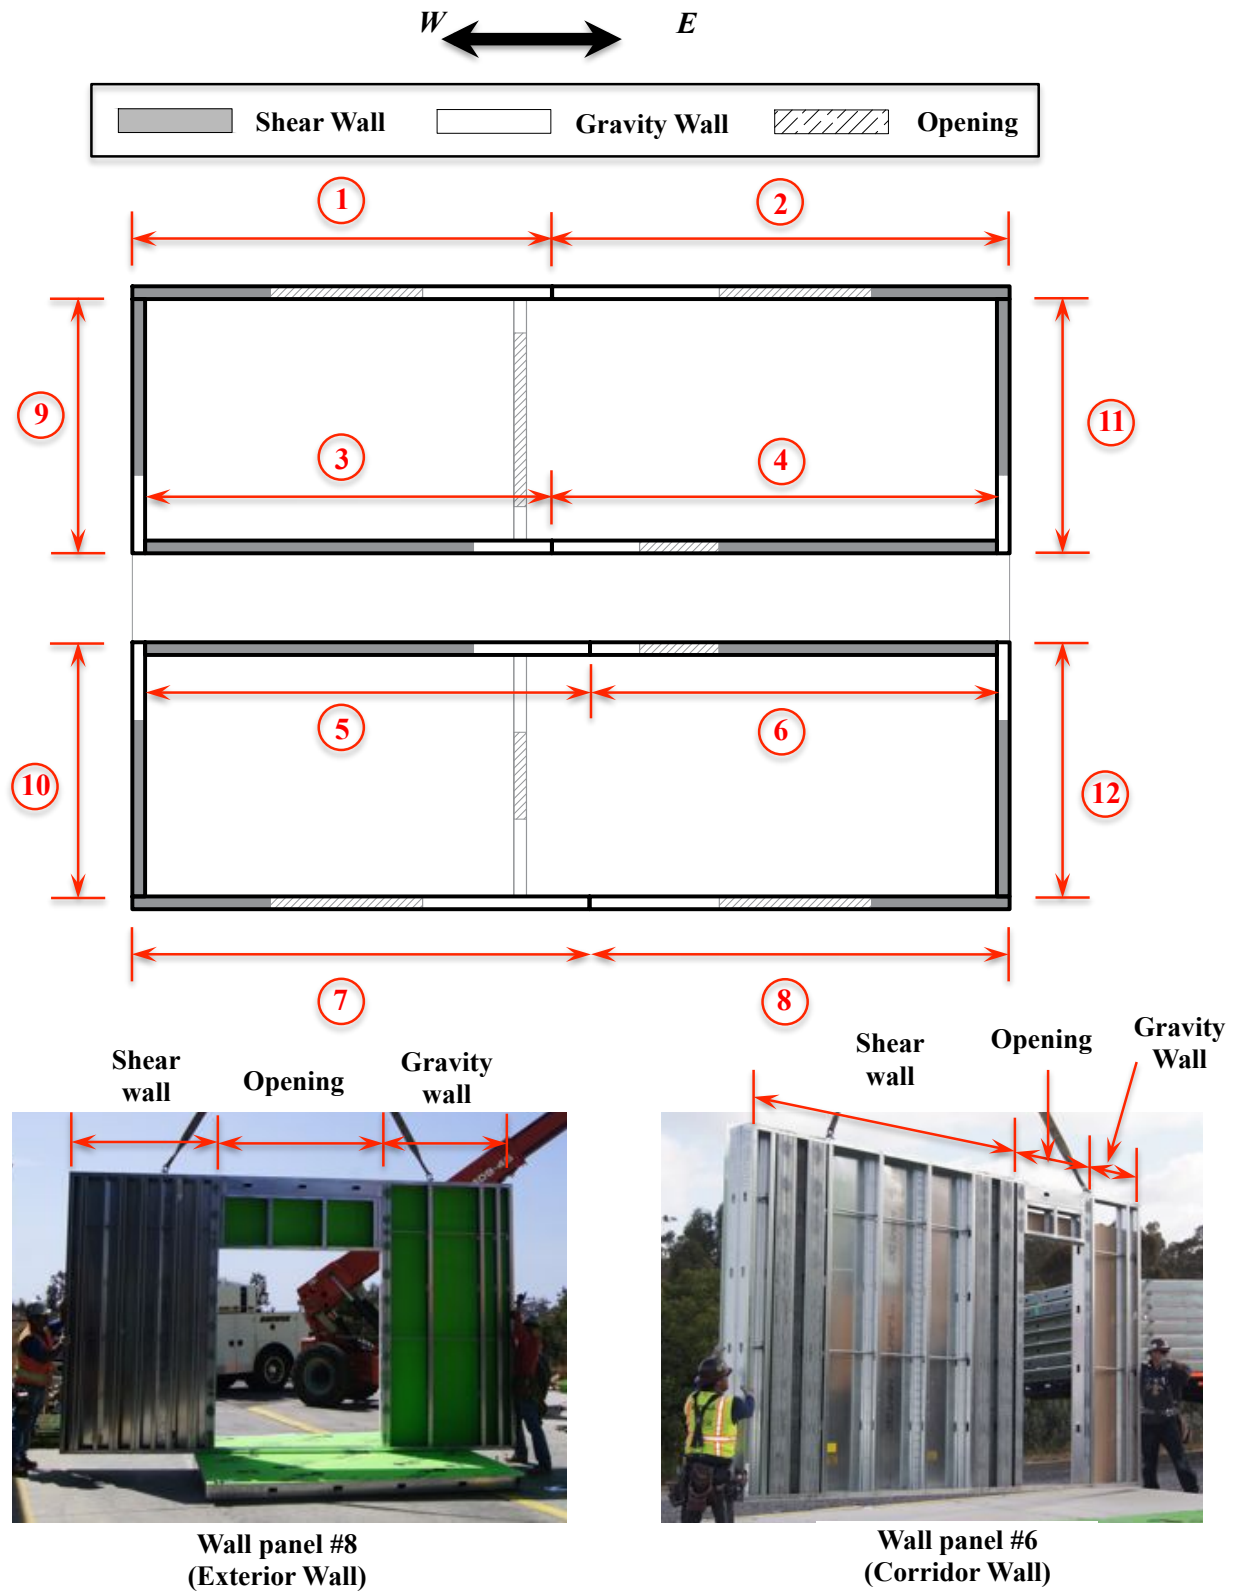 W E
Shear Wall Gravity Wall Opening
1 2
9 11
3 4
5 6
10 12
7 8
Shear
wall
Opening
Gravity
wall
Shear
wall
Opening
Gravity
Wall
Wall panel #8
(Exterior Wall)
Wall panel #6
(Corridor Wall)